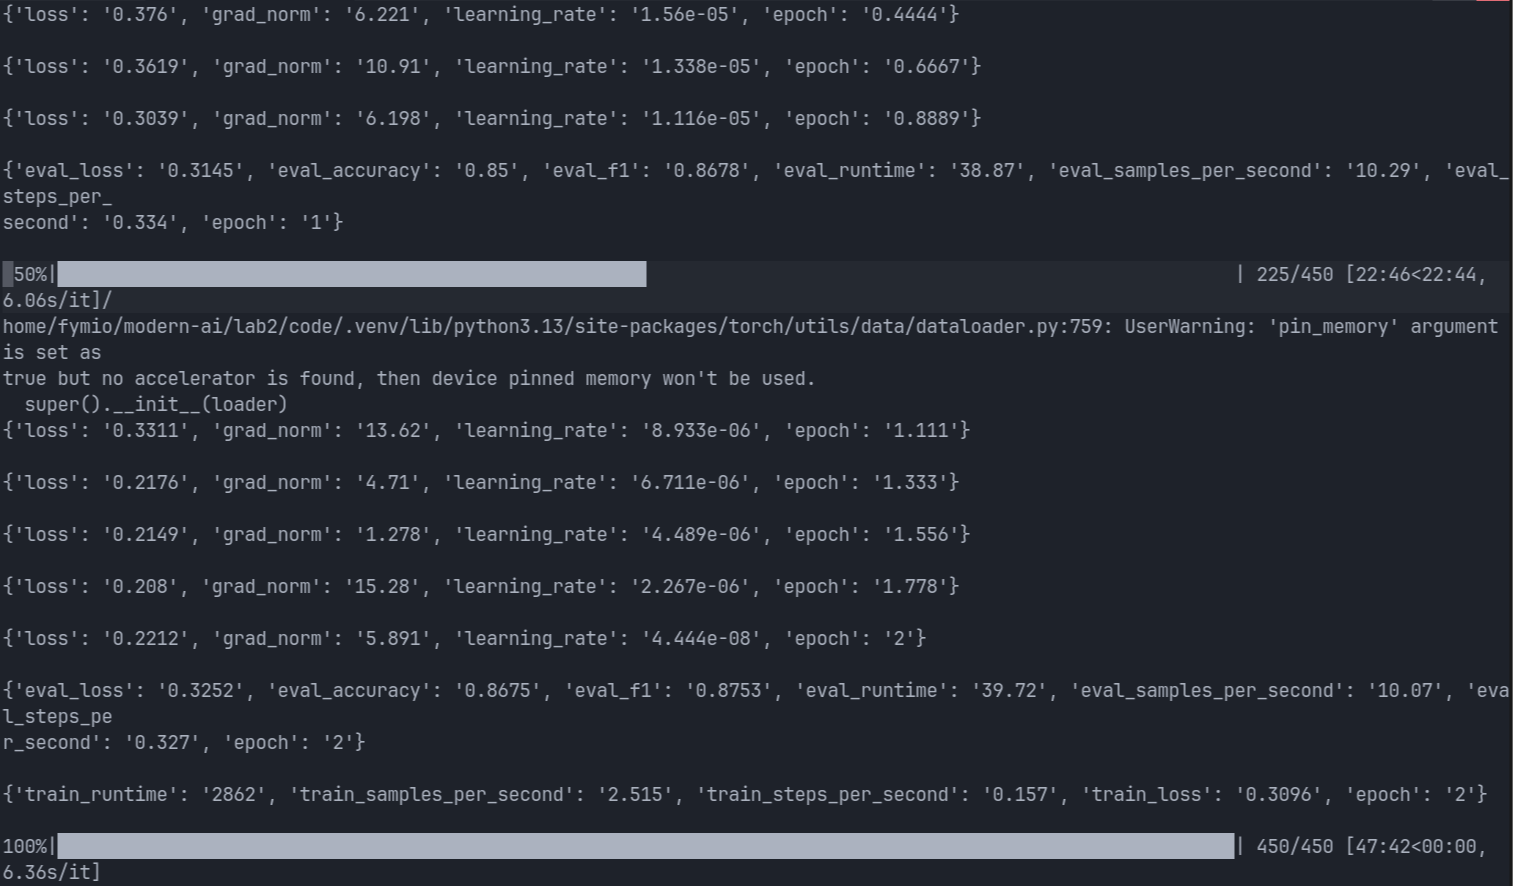 {'loss': '0.376', 'grad_norm': '6.221', 'learning_rate': '1.56e-05', 'epoch': '0.4444'}
{'loss': '0.3619', 'grad_norm': '10.91', 'learning_rate': '1.338e-05', 'epoch': '0.6667'}
{'loss': '0.3039', 'grad_norm': '6.198', 'learning_rate': '1.116e-05', 'epoch': '0.8889'}
{'eval_loss': '0.3145', 'eval_accuracy': '0.85', 'eval_f1': '0.8678', 'eval_runtime': '38.87', 'eval_samples_per_second': '10.29', 'eval_
steps_per_
second': '0.334', 'epoch': '1'}
50%| | 225/450 [22:46<22:44,
6.06s/it]/
home/fymio/modern-ai/lab2/code/.venv/lib/python3.13/site-packages/torch/utils/data/dataloader.py:759: UserWarning: 'pin_memory' argument
is set as
true but no accelerator is found, then device pinned memory won't be used.
  super().__init__(loader)
{'loss': '0.3311', 'grad_norm': '13.62', 'learning_rate': '8.933e-06', 'epoch': '1.111'}
{'loss': '0.2176', 'grad_norm': '4.71', 'learning_rate': '6.711e-06', 'epoch': '1.333'}
{'loss': '0.2149', 'grad_norm': '1.278', 'learning_rate': '4.489e-06', 'epoch': '1.556'}
{'loss': '0.208', 'grad_norm': '15.28', 'learning_rate': '2.267e-06', 'epoch': '1.778'}
{'loss': '0.2212', 'grad_norm': '5.891', 'learning_rate': '4.444e-08', 'epoch': '2'}
{'eval_loss': '0.3252', 'eval_accuracy': '0.8675', 'eval_f1': '0.8753', 'eval_runtime': '39.72', 'eval_samples_per_second': '10.07', 'eva
l_steps_pe
r_second': '0.327', 'epoch': '2'}
{'train_runtime': '2862', 'train_samples_per_second': '2.515', 'train_steps_per_second': '0.157', 'train_loss': '0.3096', 'epoch': '2'}
100%| | 450/450 [47:42<00:00,
6.36s/it]